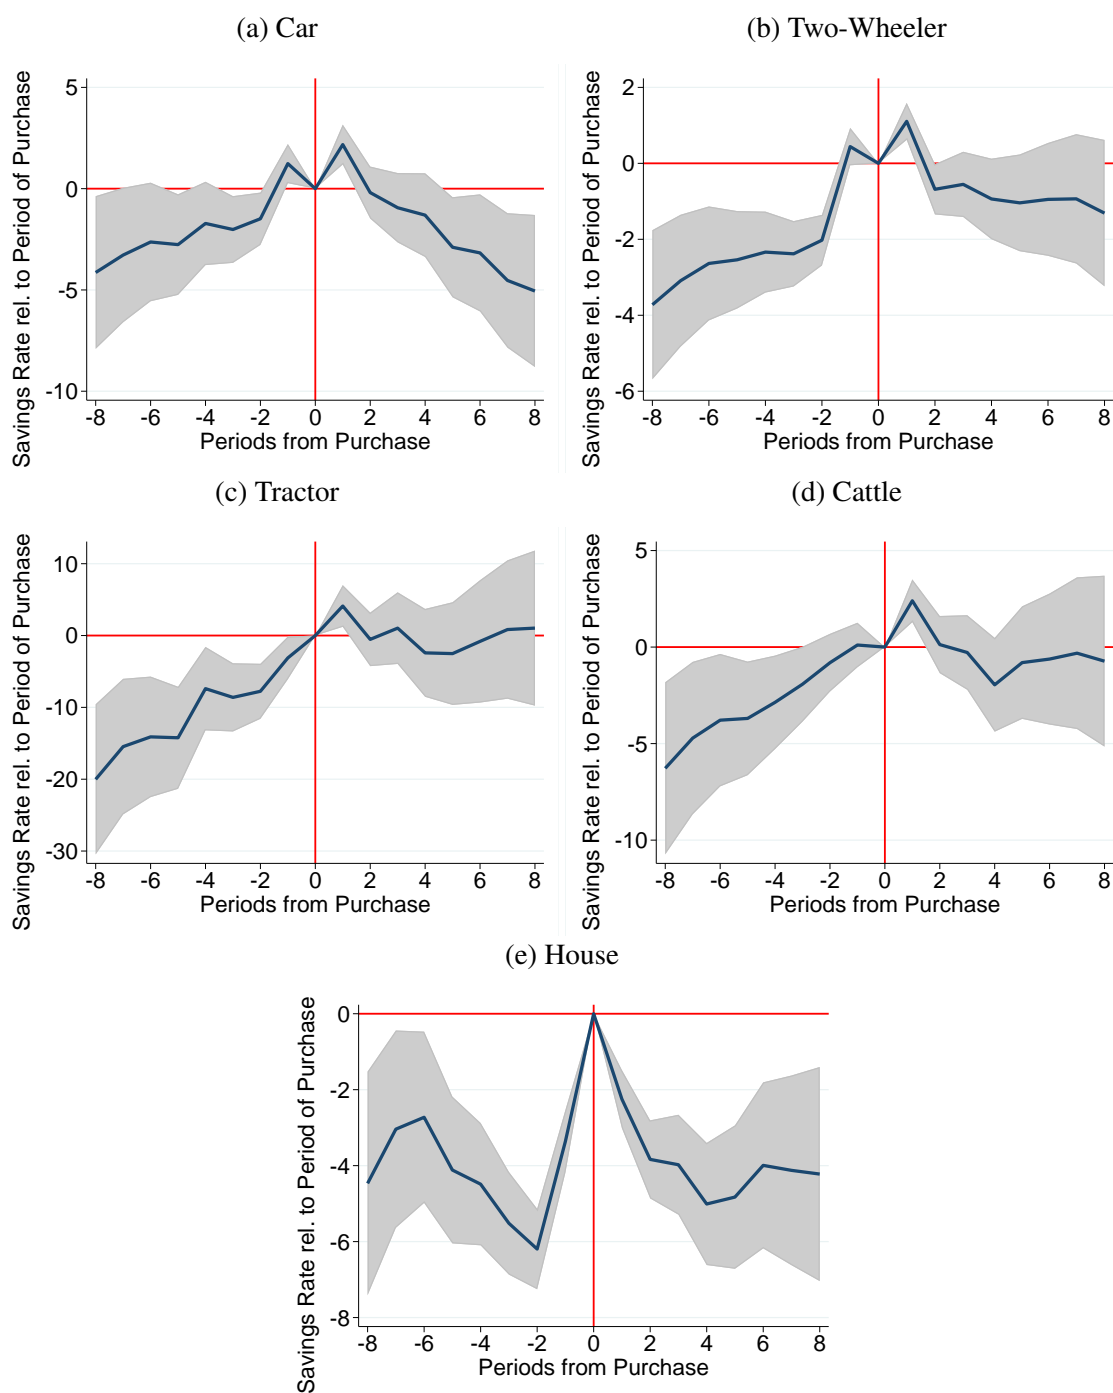 (a) Car
(b) Two-Wheeler
Savings Rate rel. to Period of Purchase
5
0
-5
-10
-8 -6 -4 -2 0 2 4 6 8
Periods from Purchase
Savings Rate rel. to Period of Purchase
2
0
-2
-4
-6
-8 -6 -4 -2 0 2 4 6 8
Periods from Purchase
(c) Tractor
(d) Cattle
Savings Rate rel. to Period of Purchase
10
0
-10
-20
-30
-8 -6 -4 -2 0 2 4 6 8
Periods from Purchase
Savings Rate rel. to Period of Purchase
5
0
-5
-10
-8 -6 -4 -2 0 2 4 6 8
Periods from Purchase
(e) House
Savings Rate rel. to Period of Purchase
0
-2
-4
-6
-8
-8 -6 -4 -2 0 2 4 6 8
Periods from Purchase